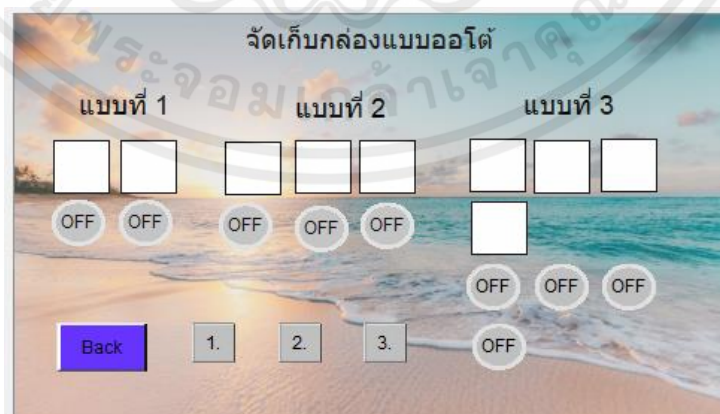 จัดเก็บกล่องแบบออโต้
แบบที่ 1 แบบที่ 2 แบบที่ 3
OFF OFF OFF OFF OFF
OFF OFF OFF
Back 1. 2. 3. OFF